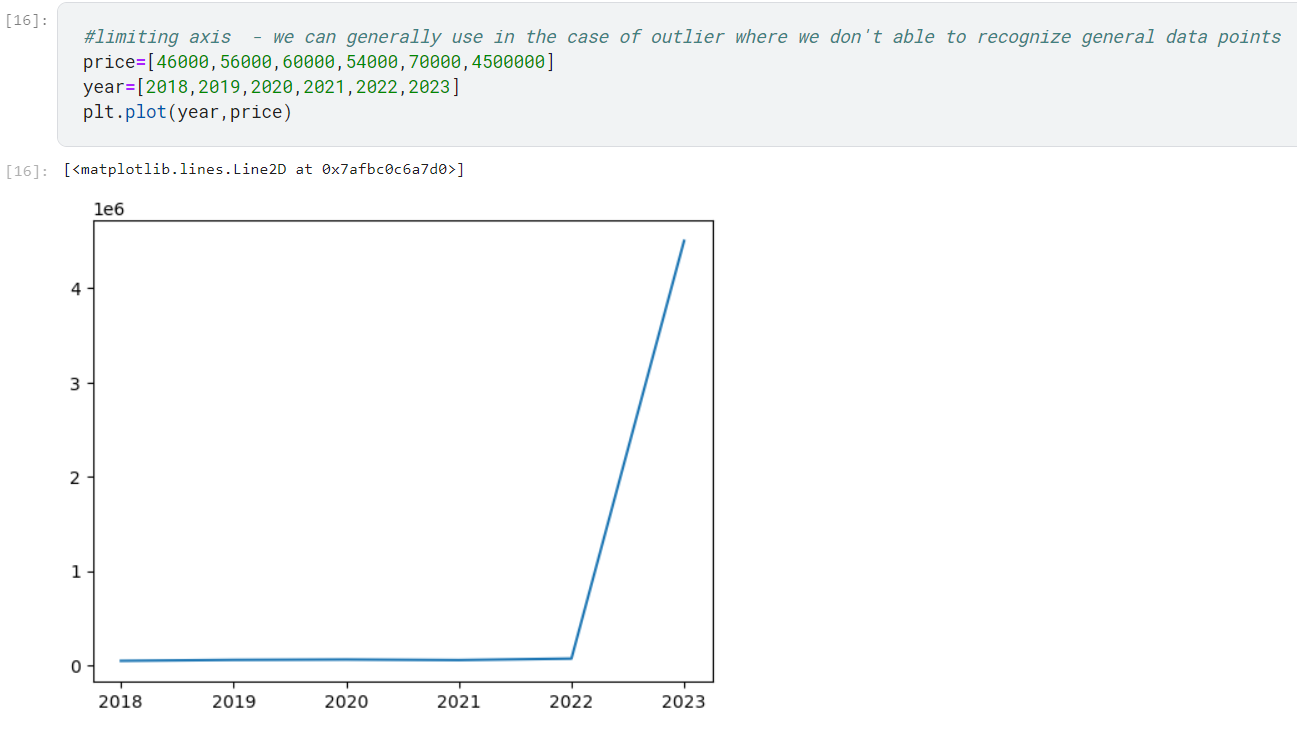 [16]:
#limiting axis  - we can generally use in the case of outlier where we don't able to recognize general data points
price=[46000,56000,60000,54000,70000,4500000]
year=[2018,2019,2020,2021,2022,2023]
plt.plot(year,price)
[16]: [<matplotlib.lines.Line2D at 0x7afbc0c6a7d0>]
1e6
4
3
2
1
0
2018 2019 2020 2021 2022 2023